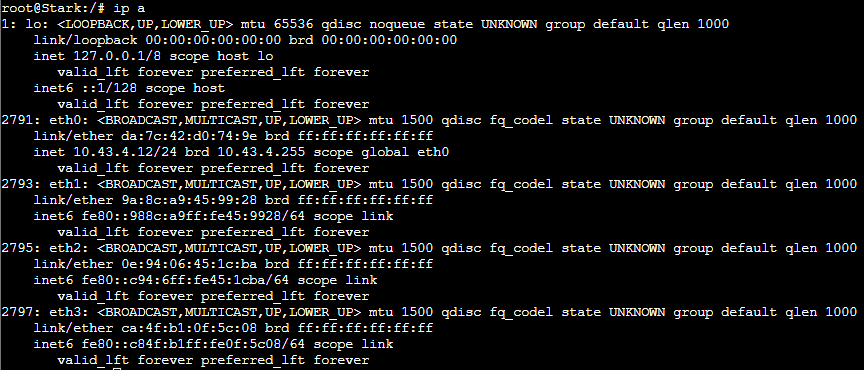 root@Stark:/# ip a
1: lo: <LOOPBACK,UP,LOWER_UP> mtu 65536 qdisc noqueue state UNKNOWN group default qlen 1000
    link/loopback 00:00:00:00:00:00 brd 00:00:00:00:00:00
    inet 127.0.0.1/8 scope host lo
       valid_lft forever preferred_lft forever
    inet6 ::1/128 scope host
       valid_lft forever preferred_lft forever
2791: eth0: <BROADCAST,MULTICAST,UP,LOWER_UP> mtu 1500 qdisc fq_codel state UNKNOWN group default qlen 1000
    link/ether da:7c:42:d0:74:9e brd ff:ff:ff:ff:ff:ff
    inet 10.43.4.12/24 brd 10.43.4.255 scope global eth0
       valid_lft forever preferred_lft forever
2793: eth1: <BROADCAST,MULTICAST,UP,LOWER_UP> mtu 1500 qdisc fq_codel state UNKNOWN group default qlen 1000
    link/ether 9a:8c:a9:45:99:28 brd ff:ff:ff:ff:ff:ff
    inet6 fe80::988c:a9ff:fe45:9928/64 scope link
       valid_lft forever preferred_lft forever
2795: eth2: <BROADCAST,MULTICAST,UP,LOWER_UP> mtu 1500 qdisc fq_codel state UNKNOWN group default qlen 1000
    link/ether 0e:94:06:45:1c:ba brd ff:ff:ff:ff:ff:ff
    inet6 fe80::c94:6ff:fe45:1cba/64 scope link
       valid_lft forever preferred_lft forever
2797: eth3: <BROADCAST,MULTICAST,UP,LOWER_UP> mtu 1500 qdisc fq_codel state UNKNOWN group default qlen 1000
    link/ether ca:4f:b1:0f:5c:08 brd ff:ff:ff:ff:ff:ff
    inet6 fe80::c84f:b1ff:fe0f:5c08/64 scope link
       valid_lft forever preferred_lft forever